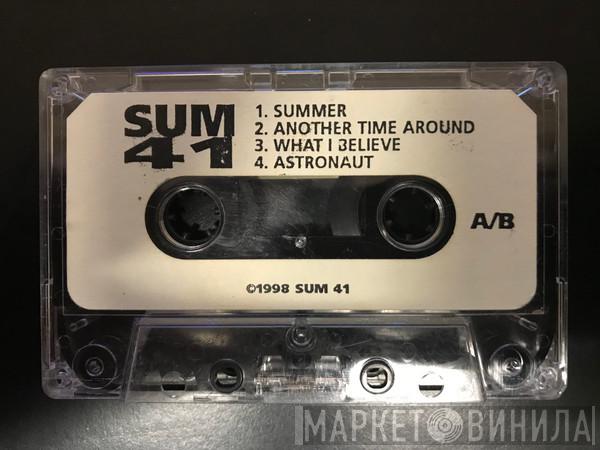 SUM
41
1. SUMMER
2. ANOTHER TIME AROUND
3. WHAT I BELIEVE
4. ASTRONAUT
A/B
©1998 SUM 41
МАРКЕТ ВИНИЛА